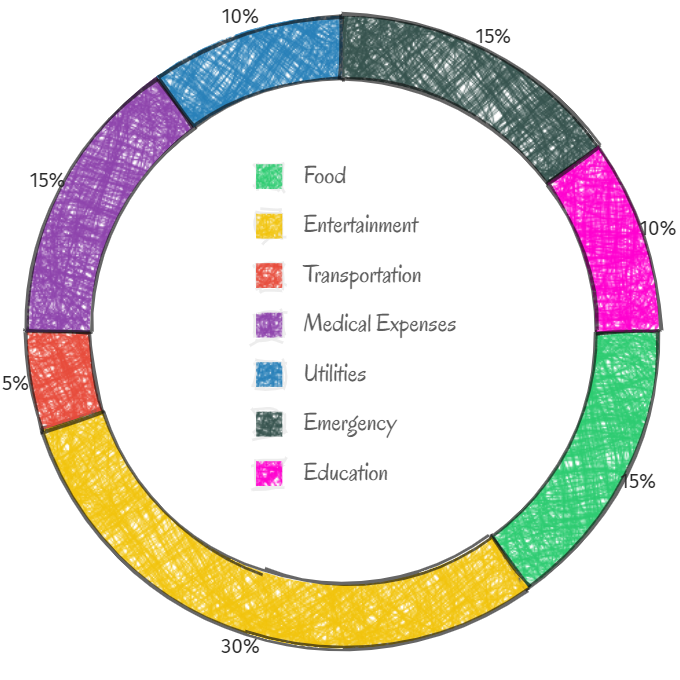 10%
15%
15%
10%
Food
Entertainment
Transportation
Medical Expenses
Utilities
Emergency
Education
5%
15%
30%